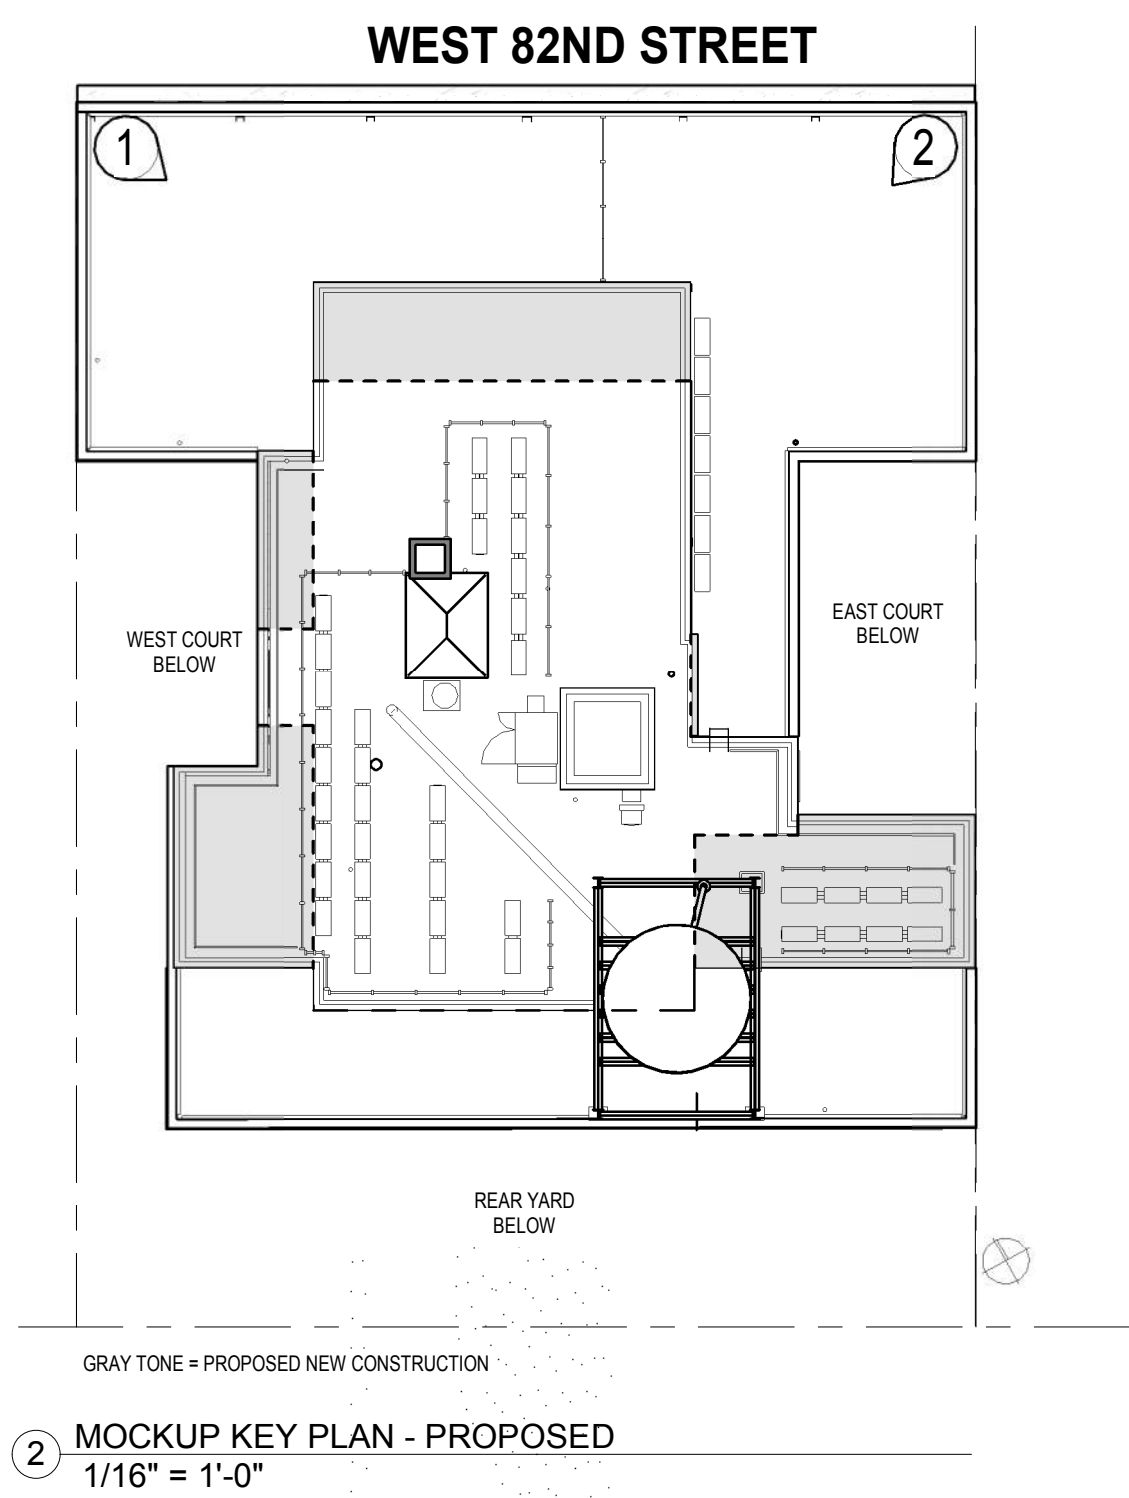 WEST 82ND STREET
1
2
WEST COURT
BELOW
EAST COURT
BELOW
REAR YARD
BELOW
GRAY TONE = PROPOSED NEW CONSTRUCTION
2
MOCKUP KEY PLAN - PROPOSED
1/16" = 1'-0"